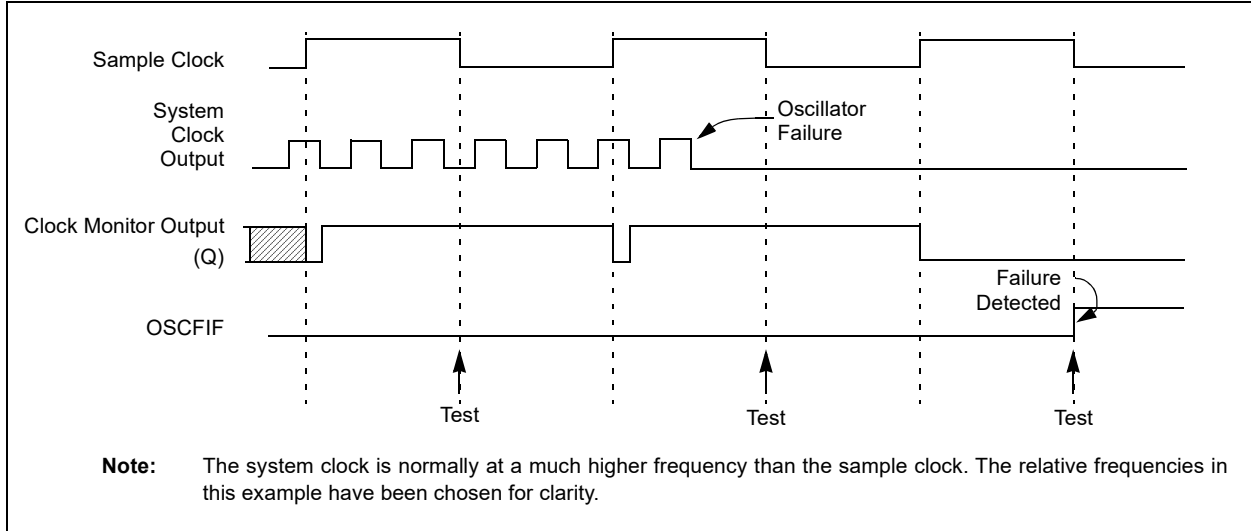 Sample Clock
System
Clock
Output
Oscillator
Failure
Clock Monitor Output
(Q)
Failure
Detected
OSCFIF
Test
Test
Test
Note: The system clock is normally at a much higher frequency than the sample clock. The relative frequencies in
this example have been chosen for clarity.